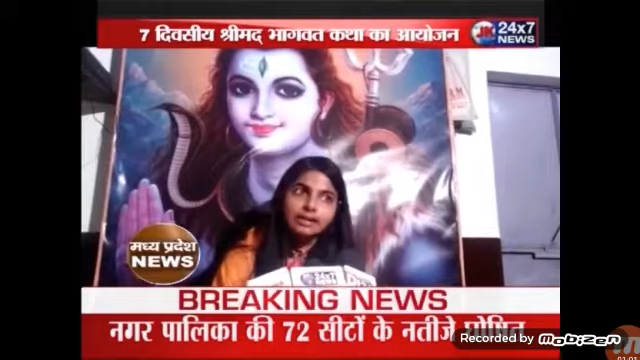 7 दिवसीय श्रीमद् भागवत कथा का आयोजन
24x7
NEWS
मध्य प्रदेश
NEWS
24x7
BREAKING NEWS
नगर पालिका की 72 सीटों के नतीजे घोषित
Recorded by mobizen